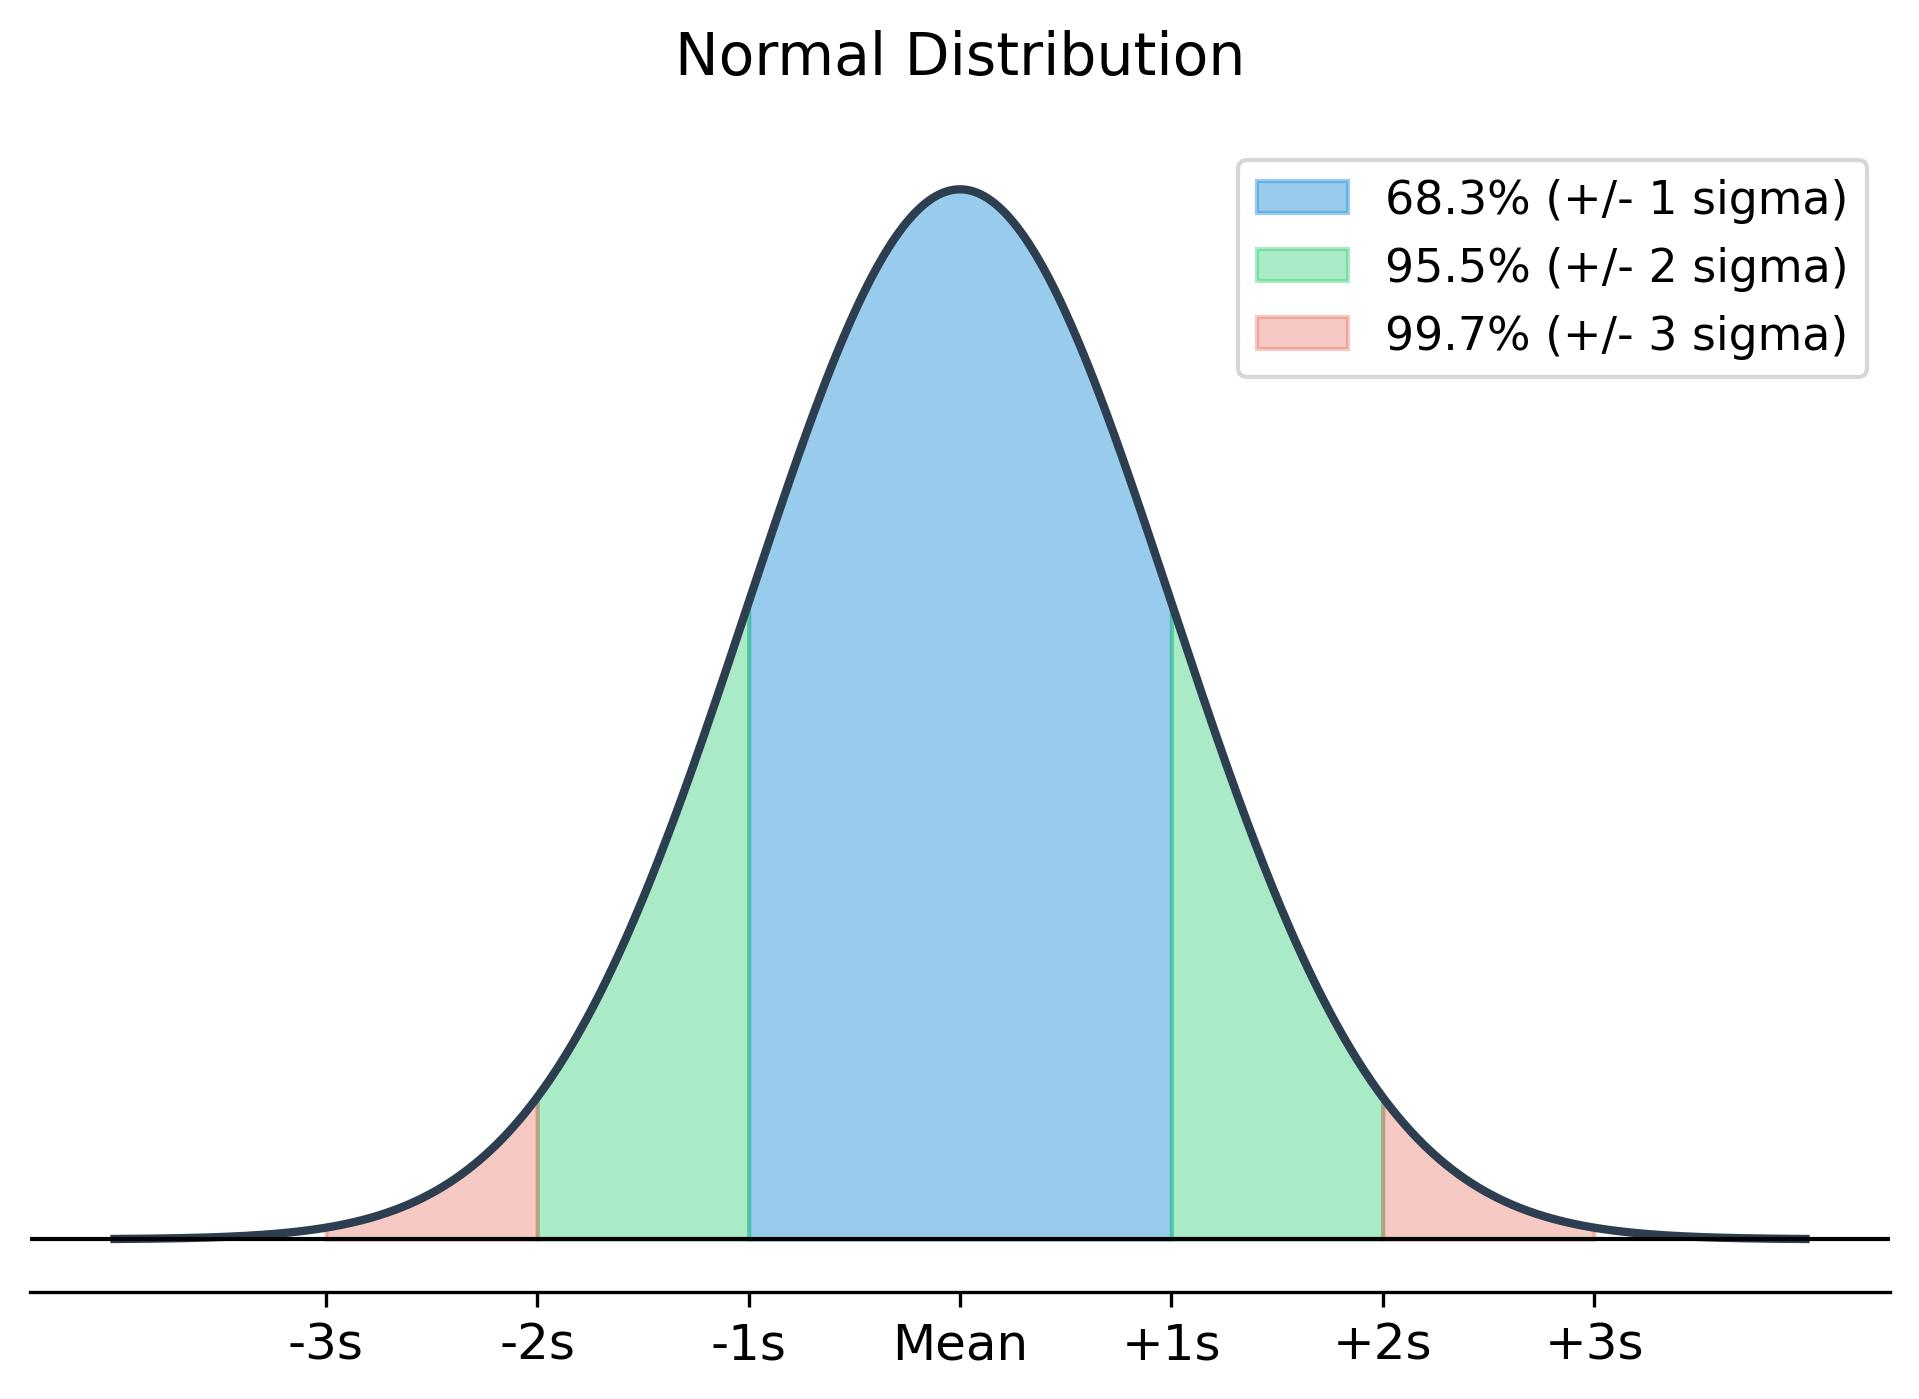 Normal Distribution
68.3% (+/- 1 sigma)
95.5% (+/- 2 sigma)
99.7% (+/- 3 sigma)
-3s -2s -1s Mean +1s +2s +3s